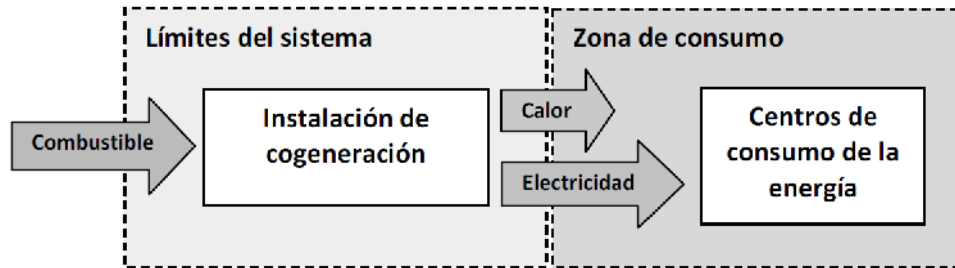 Límites del sistema
Zona de consumo
Combustible
Instalación de
cogeneración
Calor
Electricidad
Centros de
consumo de la
energía